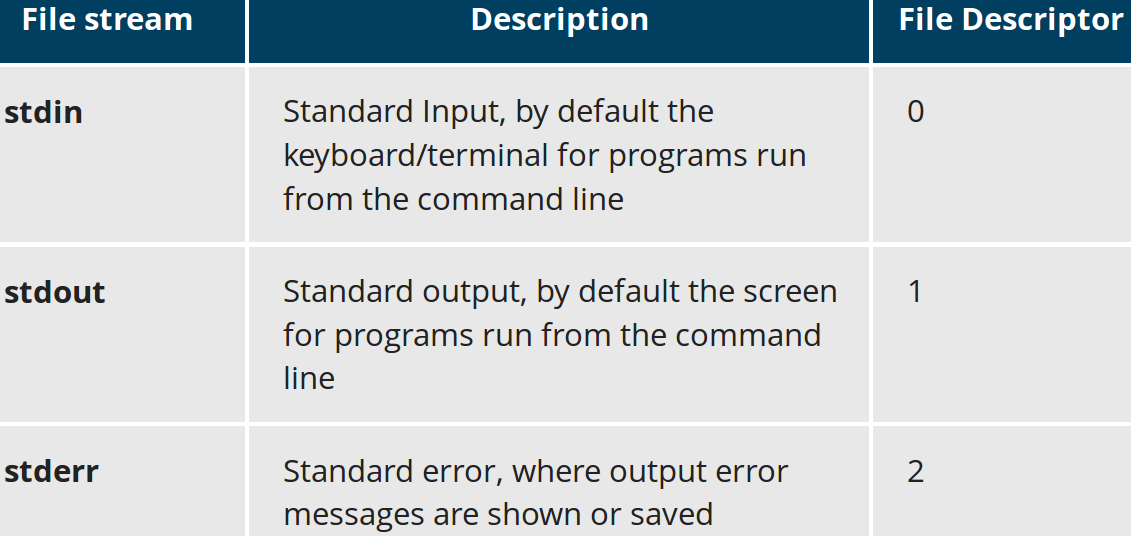 File stream Description File Descriptor
stdin Standard Input, by default the 0
keyboard/terminal for programs run
from the command line
stdout Standard output, by default the screen 1
for programs run from the command
line
stderr Standard error, where output error 2
messages are shown or saved